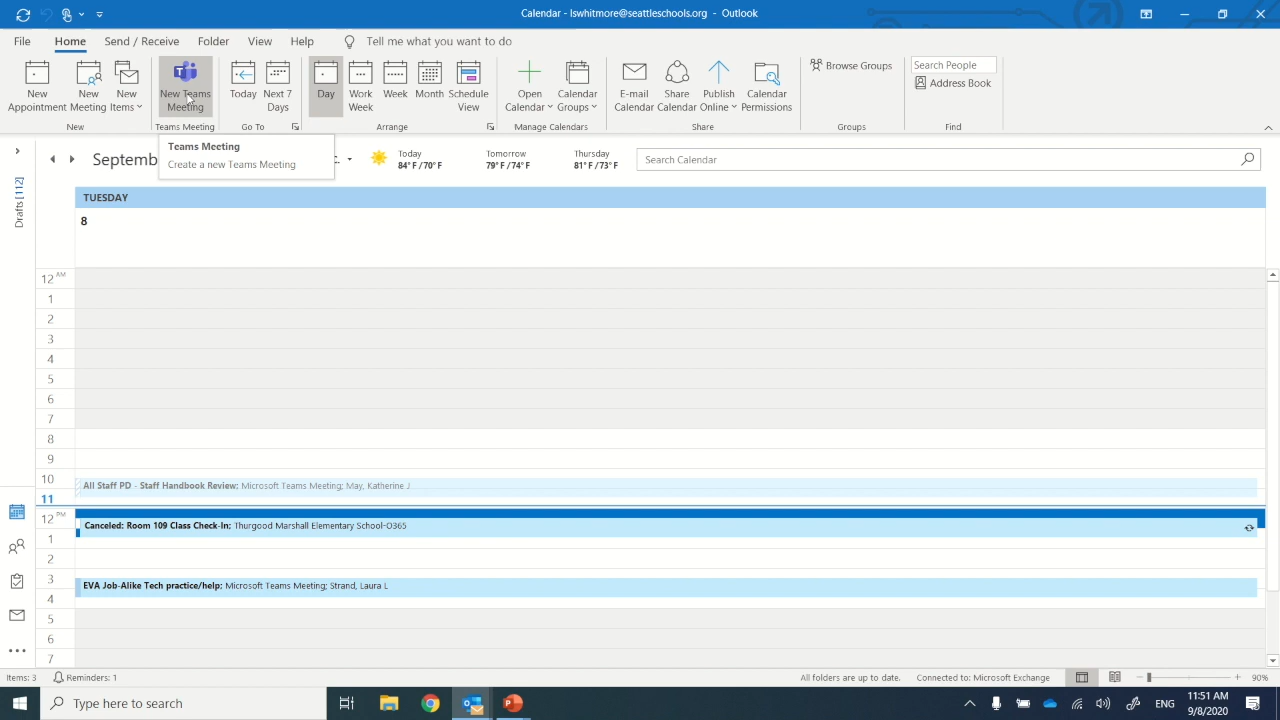 Calendar - lswhitmore@seattleschools.org - Outlook
File Home Send / Receive Folder View Help Tell me what you want to do
New Appointment
New Meeting
New Items
New Teams Meeting
Today
Next 7 Days
Day
Work Week
Week
Month
Schedule View
Open Calendar
Calendar Groups
E-mail Calendar
Share Calendar
Publish Online
Calendar Permissions
Browse Groups
Search People
Address Book
New Teams Meeting Go To Arrange Manage Calendars Share Groups Find
Teams Meeting
Create a new Teams Meeting
Septemb
Today
84°F/70°F
Tomorrow
79°F/74°F
Thursday
81°F/73°F
Search Calendar
Drafts [112]
TUESDAY
8
12 AM
1
2
3
4
5
6
7
8
9
10
All Staff PD - Staff Handbook Review; Microsoft Teams Meeting; May, Katherine J
11
12 PM
Canceled: Room 109 Class Check-In; Thurgood Marshall Elementary School-O365
1
2
3
EVA Job-Alike Tech practice/help; Microsoft Teams Meeting; Strand, Laura L
4
5
6
7
Items: 3 Reminders: 1 All folders are up to date. Connected to: Microsoft Exchange 90%
Type here to search
ENG
11:51 AM
9/8/2020